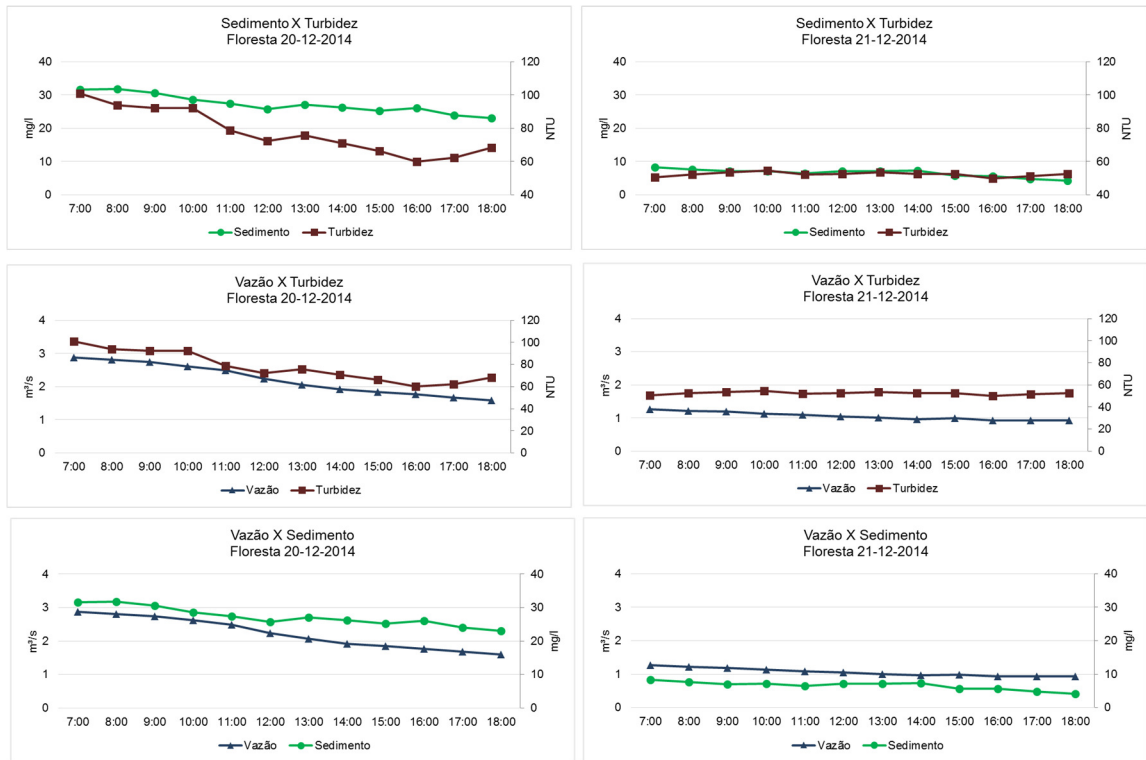 Sedimento X Turbidez
Floresta 20-12-2014
40 120
30 100
20 80
10 60
0 40
mg/l
NTU
7:00 8:00 9:00 10:00 11:00 12:00 13:00 14:00 15:00 16:00 17:00 18:00
Sedimento Turbidez
Sedimento X Turbidez
Floresta 21-12-2014
40 120
30 100
20 80
10 60
0 40
mg/l
NTU
7:00 8:00 9:00 10:00 11:00 12:00 13:00 14:00 15:00 16:00 17:00 18:00
Sedimento Turbidez
Vazão X Turbidez
Floresta 20-12-2014
4 120
100
3
80
2 60
40
1
20
0 0
m³/s
NTU
7:00 8:00 9:00 10:00 11:00 12:00 13:00 14:00 15:00 16:00 17:00 18:00
Vazão Turbidez
Vazão X Turbidez
Floresta 21-12-2014
4 120
100
3
80
2 60
40
1
20
0 0
m³/s
NTU
7:00 8:00 9:00 10:00 11:00 12:00 13:00 14:00 15:00 16:00 17:00 18:00
Vazão Turbidez
Vazão X Sedimento
Floresta 20-12-2014
4 40
3 30
2 20
1 10
0 0
m³/s
mg/l
7:00 8:00 9:00 10:00 11:00 12:00 13:00 14:00 15:00 16:00 17:00 18:00
Vazão Sedimento
Vazão X Sedimento
Floresta 21-12-2014
4 40
3 30
2 20
1 10
0 0
m³/s
mg/l
7:00 8:00 9:00 10:00 11:00 12:00 13:00 14:00 15:00 16:00 17:00 18:00
Vazão Sedimento